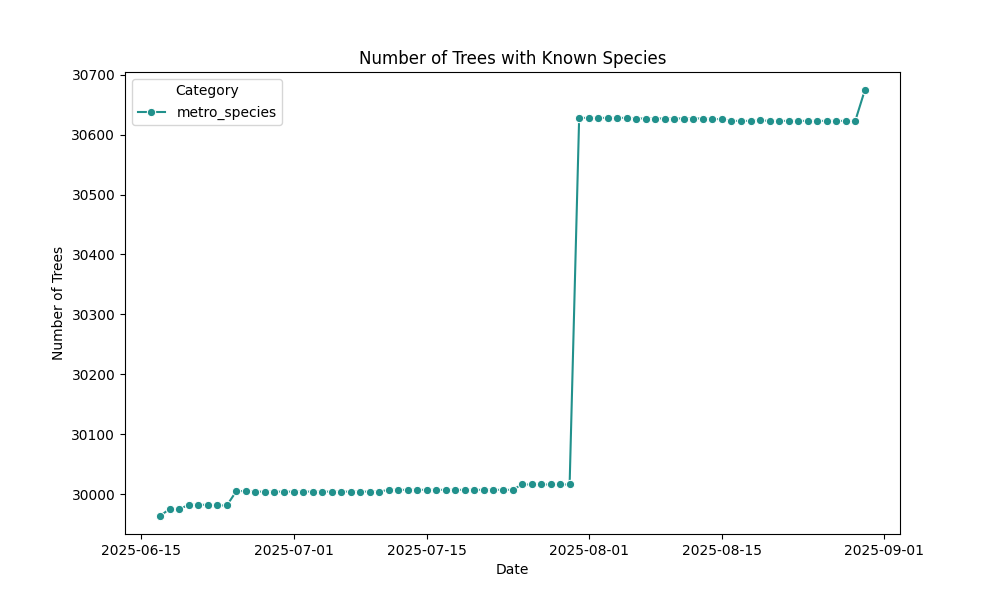 Number of Trees with Known Species
30700
Category
metro_species
30600
30500
30400
Number of Trees
30300
30200
30100
30000
2025-06-15
2025-07-01
2025-07-15
2025-08-01
2025-08-15
2025-09-01
Date